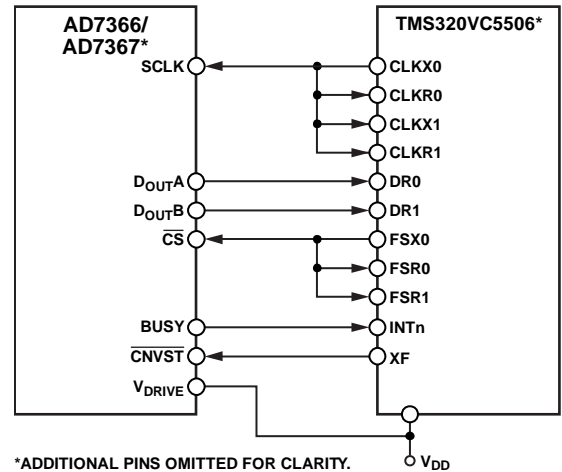 AD7366/
AD7367*
TMS320VC5506*
SCLK
CLKX0
CLKR0
CLKX1
CLKR1
DOUTA
DR0
DOUTB
DR1
CS
FSX0
FSR0
FSR1
BUSY
INTn
CNVST
XF
VDRIVE
*ADDITIONAL PINS OMITTED FOR CLARITY.
VDD